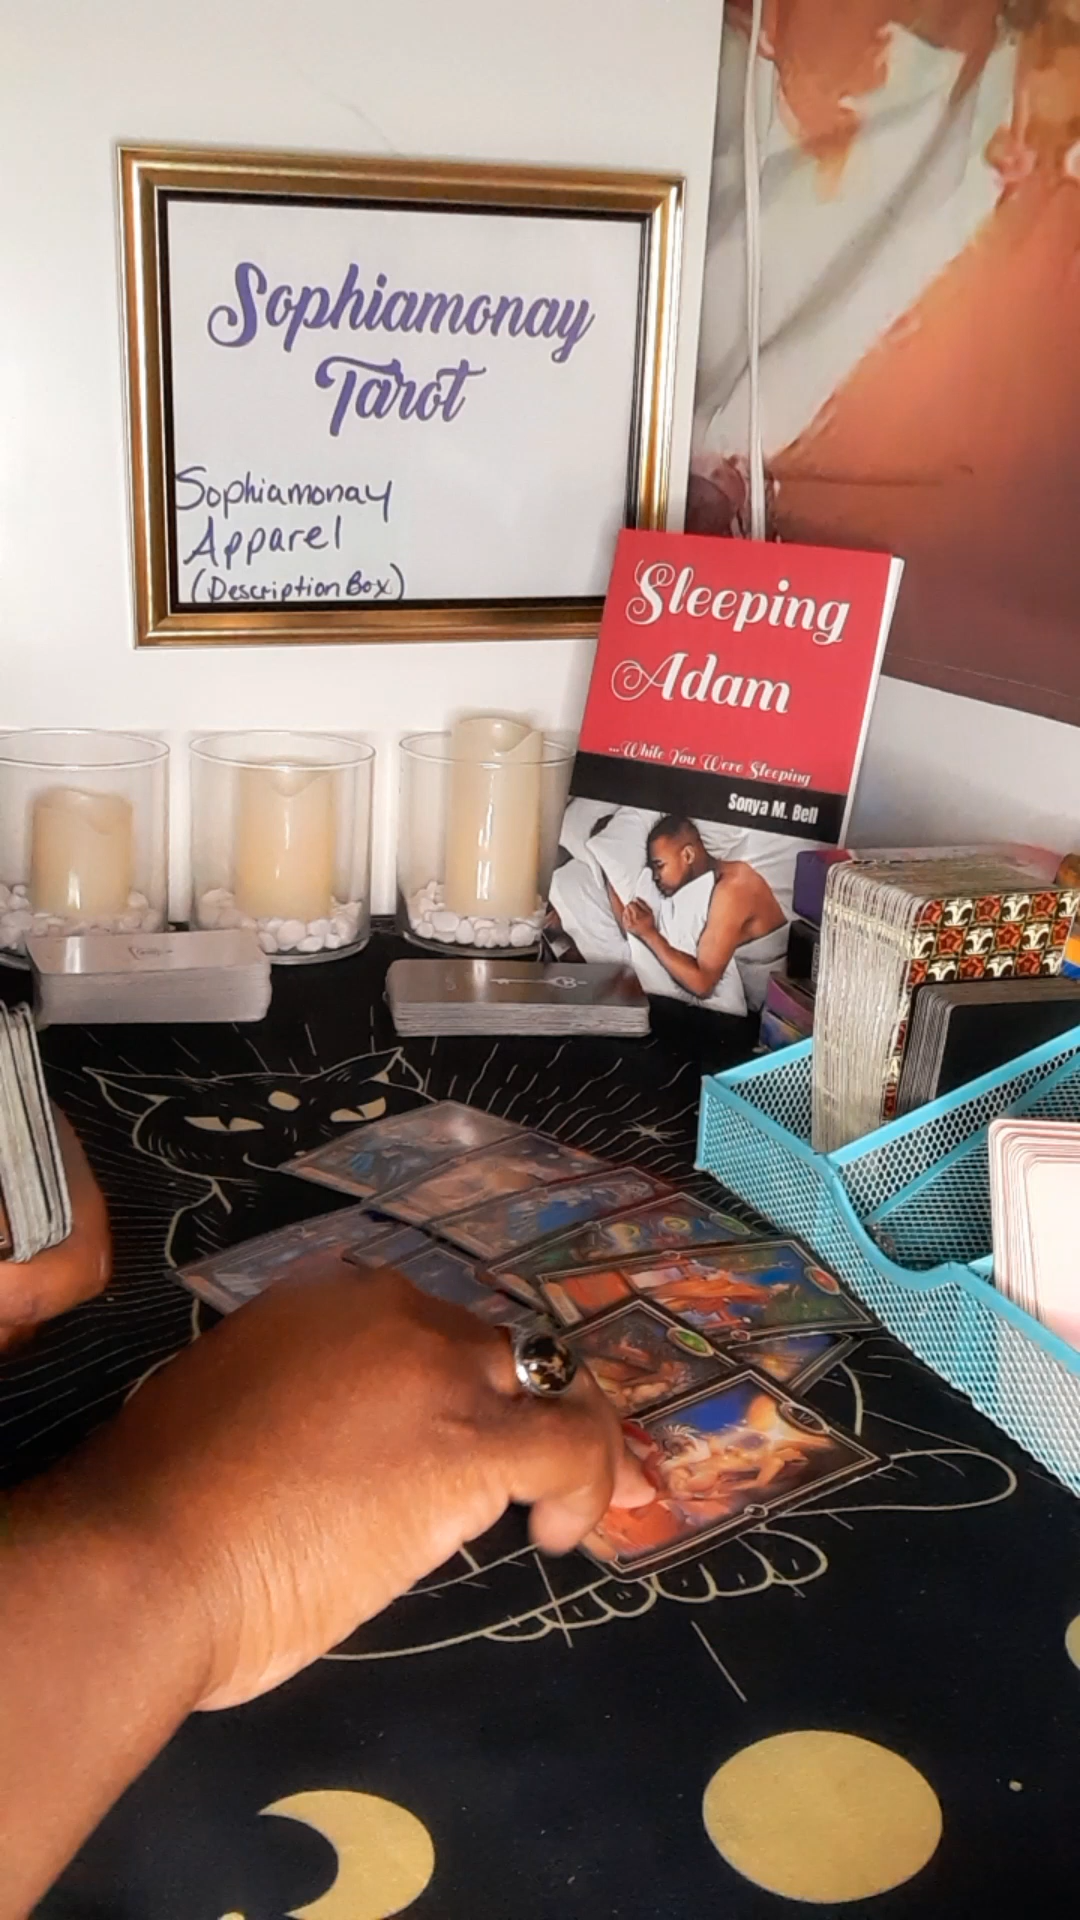 Sophiamonay
Tarot
Sophiamonay
Apparel
(Description Box)
Sleeping
Adam
...While You Were Sleeping
Sonya M. Bell